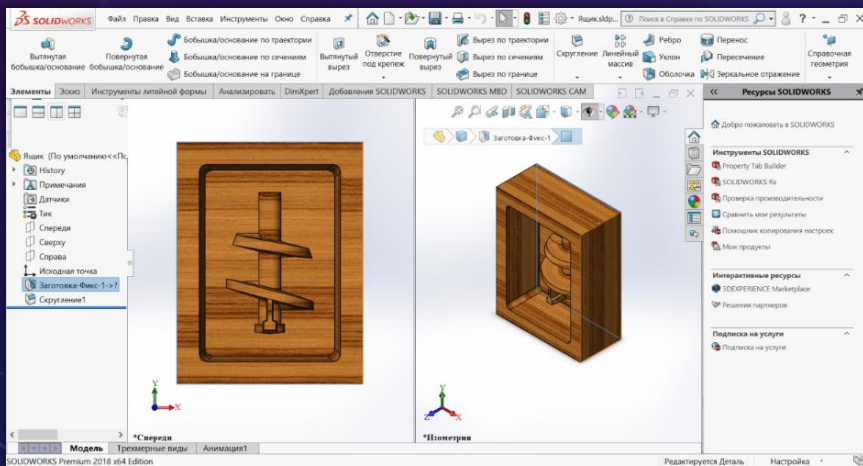 SOLIDWORKS
Файл Правка Вид Вставка Инструменты Окно Справка
Ящик.sldp...
Поиск в Справке по SOLIDWORKS
Вытянутая бобышка/основание
Повернутая бобышка/основание
Бобышка/основание по траектории
Бобышка/основание по сечениям
Бобышка/основание на границе
Вытянутый вырез
Отверстие под крепеж
Повернутый вырез
Вырез по траектории
Вырез по сечениям
Вырез по границе
Скругление
Линейный массив
Ребро
Уклон
Оболочка
Перенос
Пересечение
Зеркальное отражение
Справочная геометрия
Элементы Эскиз Инструменты литейной формы Анализировать DimXpert Добавления SOLIDWORKS SOLIDWORKS MBD SOLIDWORKS CAM
Ящик (По умолчанию<<По
History
Примечания
Датчики
Тик
Спереди
Сверху
Справа
Исходная точка
Заготовка-Фикс-1->?
Скругление1
Y
X
*Спереди
Заготовка-Фикс-1
Y
Z
X
*Изометрия
Ресурсы SOLIDWORKS
Добро пожаловать в SOLIDWORKS
Инструменты SOLIDWORKS
Property Tab Builder
SOLIDWORKS Rx
Проверка производительности
Сравнить мои результаты
Помощник копирования настроек
Мои продукты
Интерактивные ресурсы
3DEXPERIENCE Marketplace
Решения партнеров
Подписка на услуги
Подписка на услуги
Модель Трехмерные виды Анимация1
SOLIDWORKS Premium 2018 x64 Edition
Редактируется Деталь
Настройка